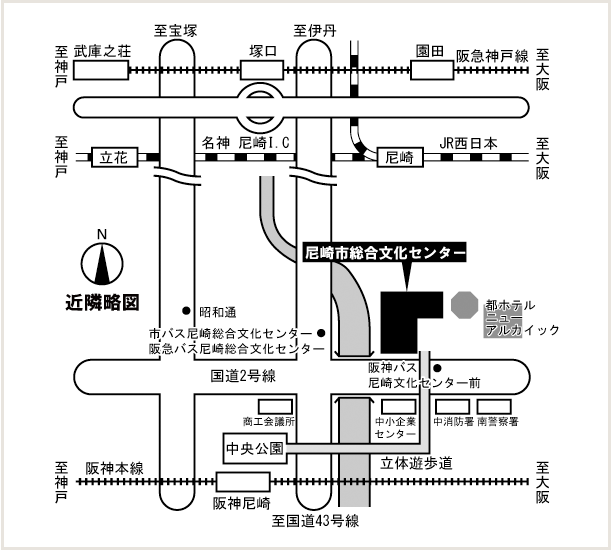 至宝塚
至伊丹
至神戸
武庫之荘
塚口
園田
阪急神戸線
至大阪
至神戸
立花
名神 尼崎I.C
尼崎
JR西日本
至大阪
N
近隣略図
尼崎市総合文化センター
都ホテル
ニュー
アルカイック
昭和通
市バス尼崎総合文化センター
阪急バス尼崎総合文化センター
阪神バス
尼崎文化センター前
国道2号線
商工会議所
中小企業
センター
中消防署
南警察署
中央公園
立体遊歩道
至神戸
阪神本線
阪神尼崎
至大阪
至国道43号線